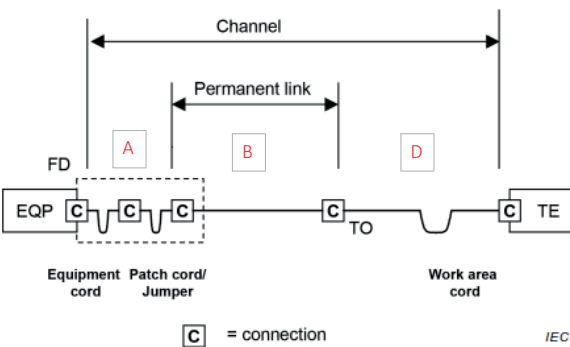 Channel
Permanent link
A
B
D
FD
EQP
C
C
C
C
TO
C
TE
Equipment cord
Patch cord/
Jumper
Work area
cord
C = connection
IEC